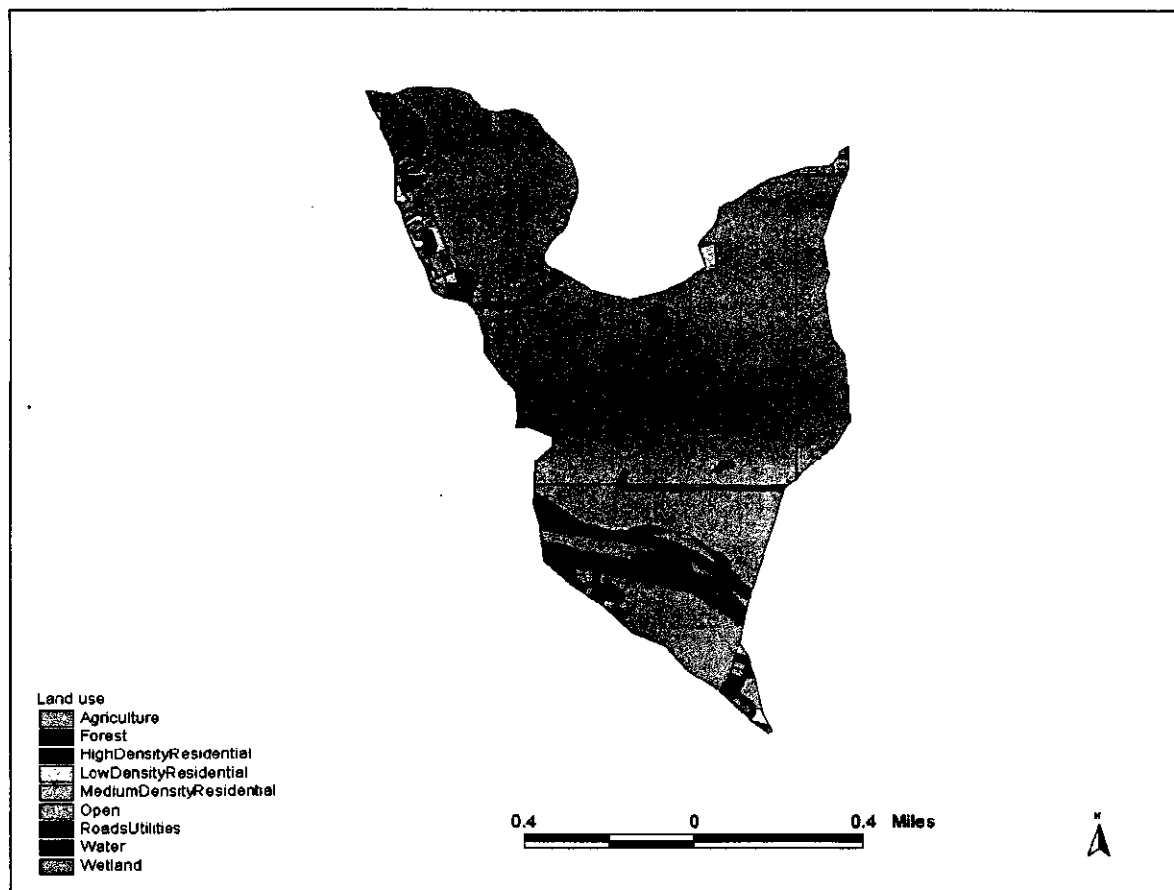 Land use
Agriculture
Forest
HighDensityResidential
LowDensityResidential
MediumDensityResidential
Open
RoadsUtilities
Water
Wetland
0.4 0 0.4 Miles
N